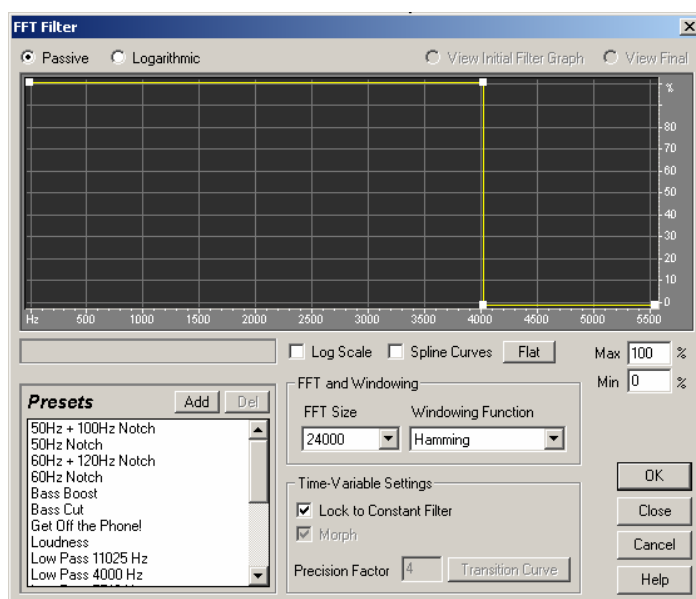 FFT Filter
Passive Logarithmic View Initial Filter Graph View Final
%
80
70
60
50
40
30
20
10
0
Hz 500 1000 1500 2000 2500 3000 3500 4000 4500 5000 5500
Log Scale Spline Curves Flat Max 100 %
Min 0 %
Presets Add Del
50Hz + 100Hz Notch
50Hz Notch
60Hz + 120Hz Notch
60Hz Notch
Bass Boost
Bass Cut
Get Off the Phone!
Loudness
Low Pass 11025 Hz
Low Pass 4000 Hz
FFT and Windowing
FFT Size Windowing Function
24000 Hamming
Time-Variable Settings
Lock to Constant Filter
Morph
Precision Factor 4 Transition Curve
OK
Close
Cancel
Help